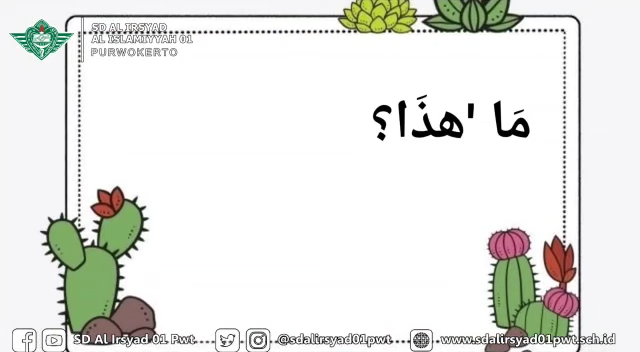 SD AL IRSYAD
AL ISLAMIYYAH 01
PURWOKERTO
مَا 'هذَا؟
SD Al Irsyad 01 Pwt
@sdalirsyad01pwt
www.sdalirsyad01pwt.sch.id